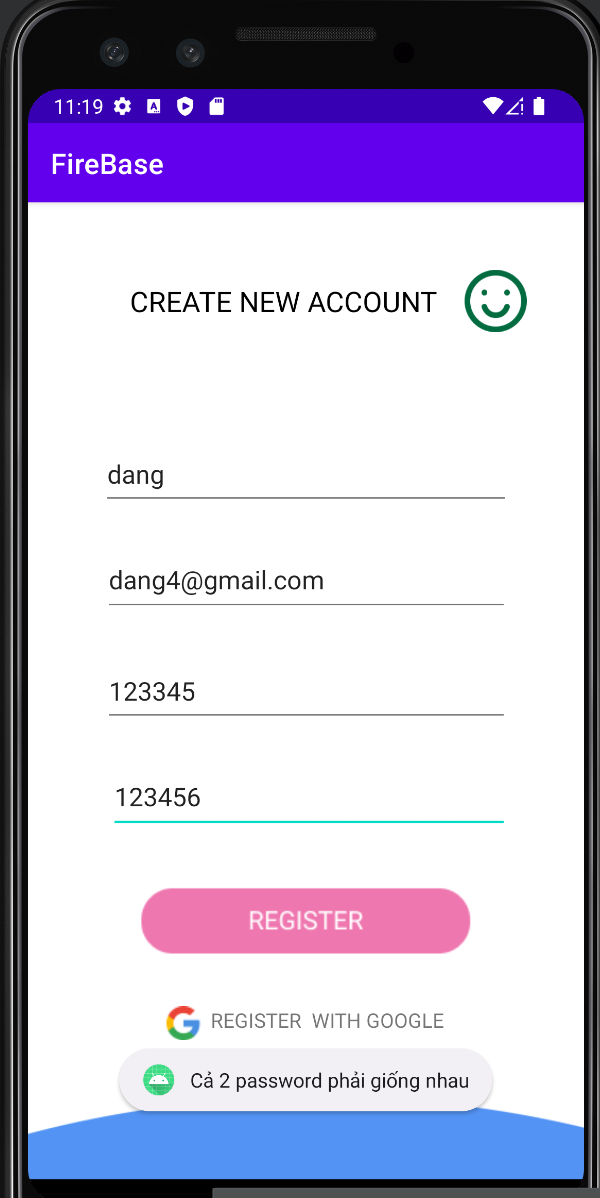 11:19
FireBase
CREATE NEW ACCOUNT
dang
dang4@gmail.com
123345
123456
REGISTER
REGISTER WITH GOOGLE
Cả 2 password phải giống nhau